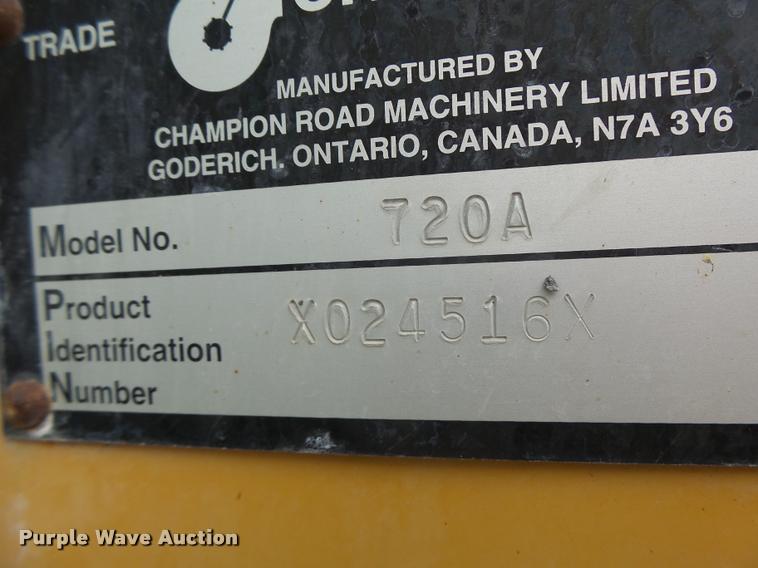 TRADE
MANUFACTURED BY
CHAMPION ROAD MACHINERY LIMITED
GODERICH, ONTARIO, CANADA, N7A 3Y6
Model No. 720A
Product
Identification
Number
X024516X
Purple Wave Auction